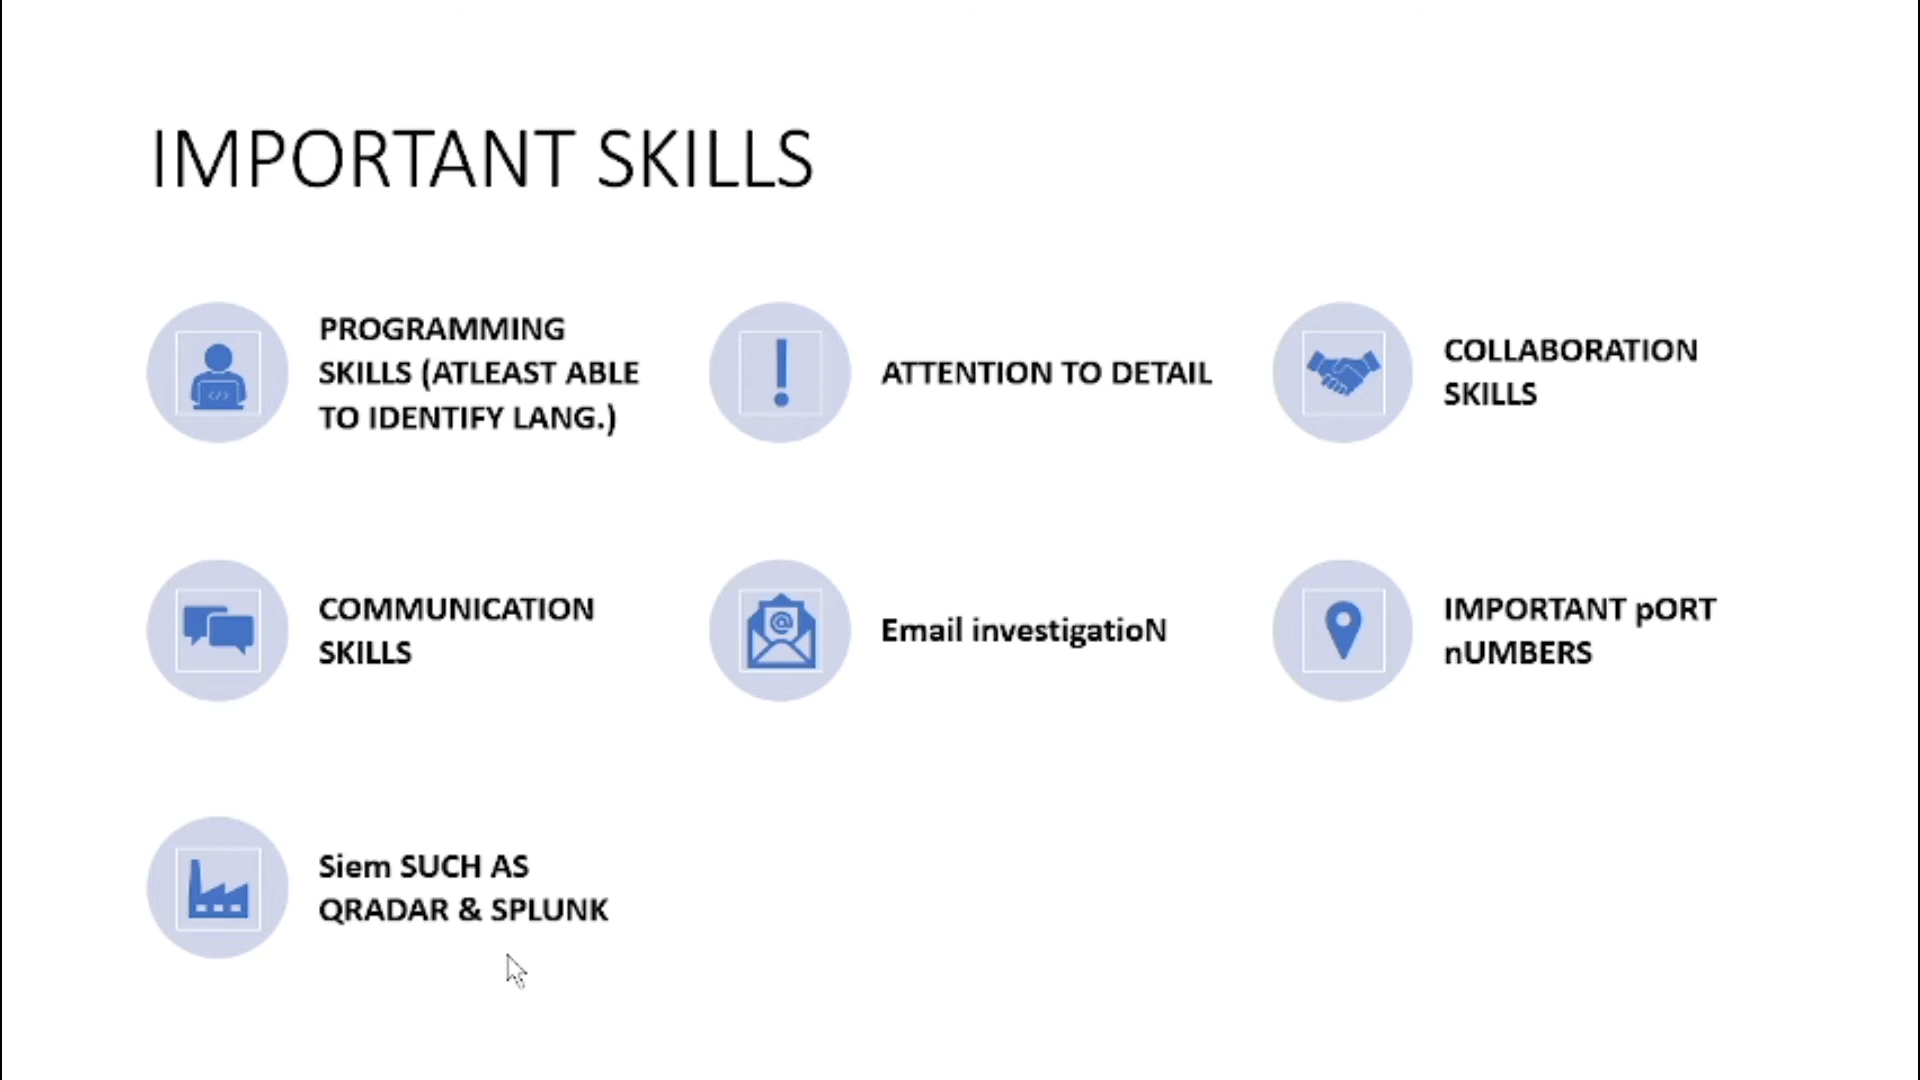 IMPORTANT SKILLS
PROGRAMMING
SKILLS (ATLEAST ABLE
TO IDENTIFY LANG.)
ATTENTION TO DETAIL
COLLABORATION
SKILLS
COMMUNICATION
SKILLS
@
Email investigatioN
IMPORTANT pORT
nUMBERS
Siem SUCH AS
QRADAR & SPLUNK